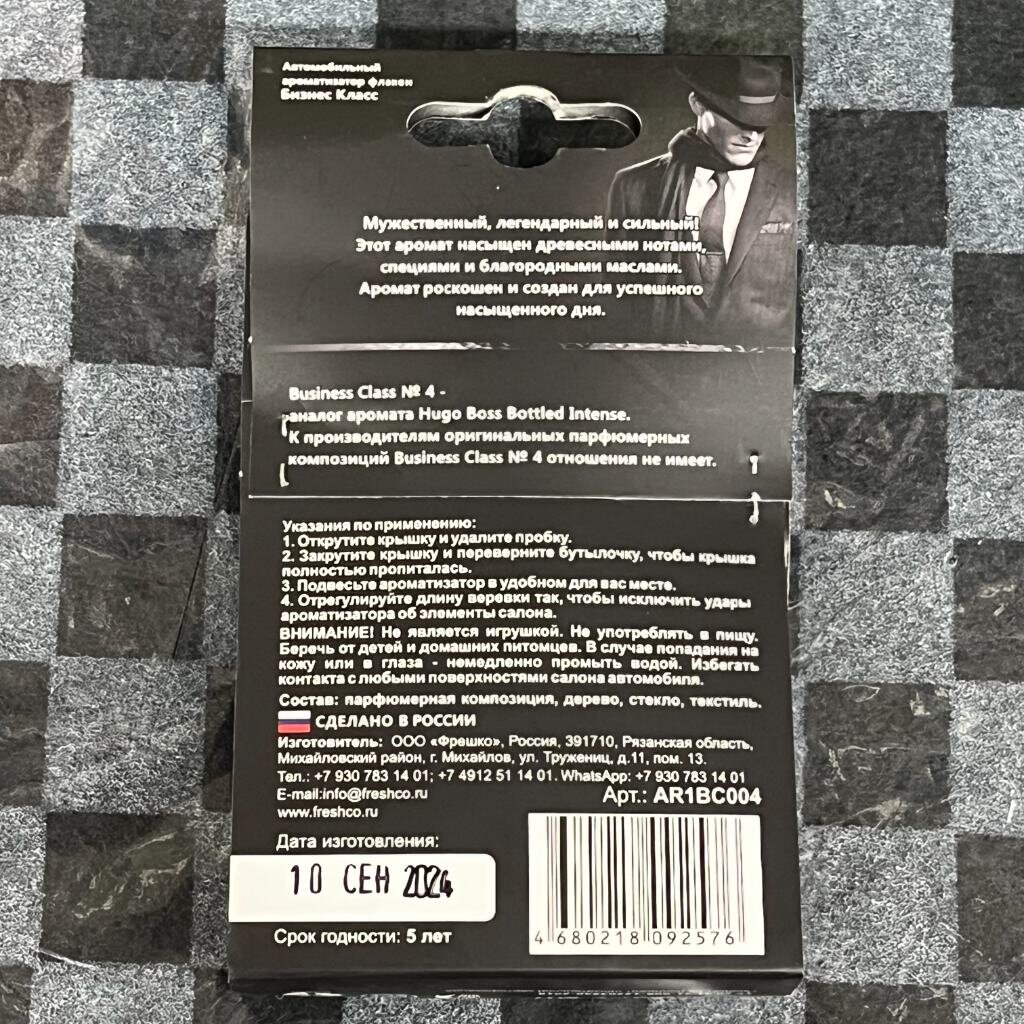 Автомобильный
ароматизатор флакон
Бизнес Класс
Мужественный, легендарный и сильный!
Этот аромат насыщен древесными нотами,
специями и благородными маслами.
Аромат роскошен и создан для успешного
насыщенного дня.
Business Class № 4 -
аналог аромата Hugo Boss Bottled Intense.
К производителям оригинальных парфюмерных
композиций Business Class № 4 отношения не имеет.
Указания по применению:
1. Открутите крышку и удалите пробку.
2. Закрутите крышку и переверните бутылочку, чтобы крышка
полностью пропиталась.
3. Подвесьте ароматизатор в удобном для вас месте.
4. Отрегулируйте длину веревки так, чтобы исключить удары
ароматизатора об элементы салона.
ВНИМАНИЕ! Не является игрушкой. Не употреблять в пищу.
Беречь от детей и домашних питомцев. В случае попадания на
кожу или в глаза - немедленно промыть водой. Избегать
контакта с любыми поверхностями салона автомобиля.
Состав: парфюмерная композиция, дерево, стекло, текстиль.
СДЕЛАНО В РОССИИ
Изготовитель: ООО «Фрешко», Россия, 391710, Рязанская область,
Михайловский район, г. Михайлов, ул. Тружениц, д.11, пом. 13.
Тел.: +7 930 783 14 01; +7 4912 51 14 01. WhatsApp: +7 930 783 14 01
E-mail:info@freshco.ru
Арт.: AR1BC004
www.freshco.ru
Дата изготовления:
10 СЕН 2024
Срок годности: 5 лет
4 680218 092576